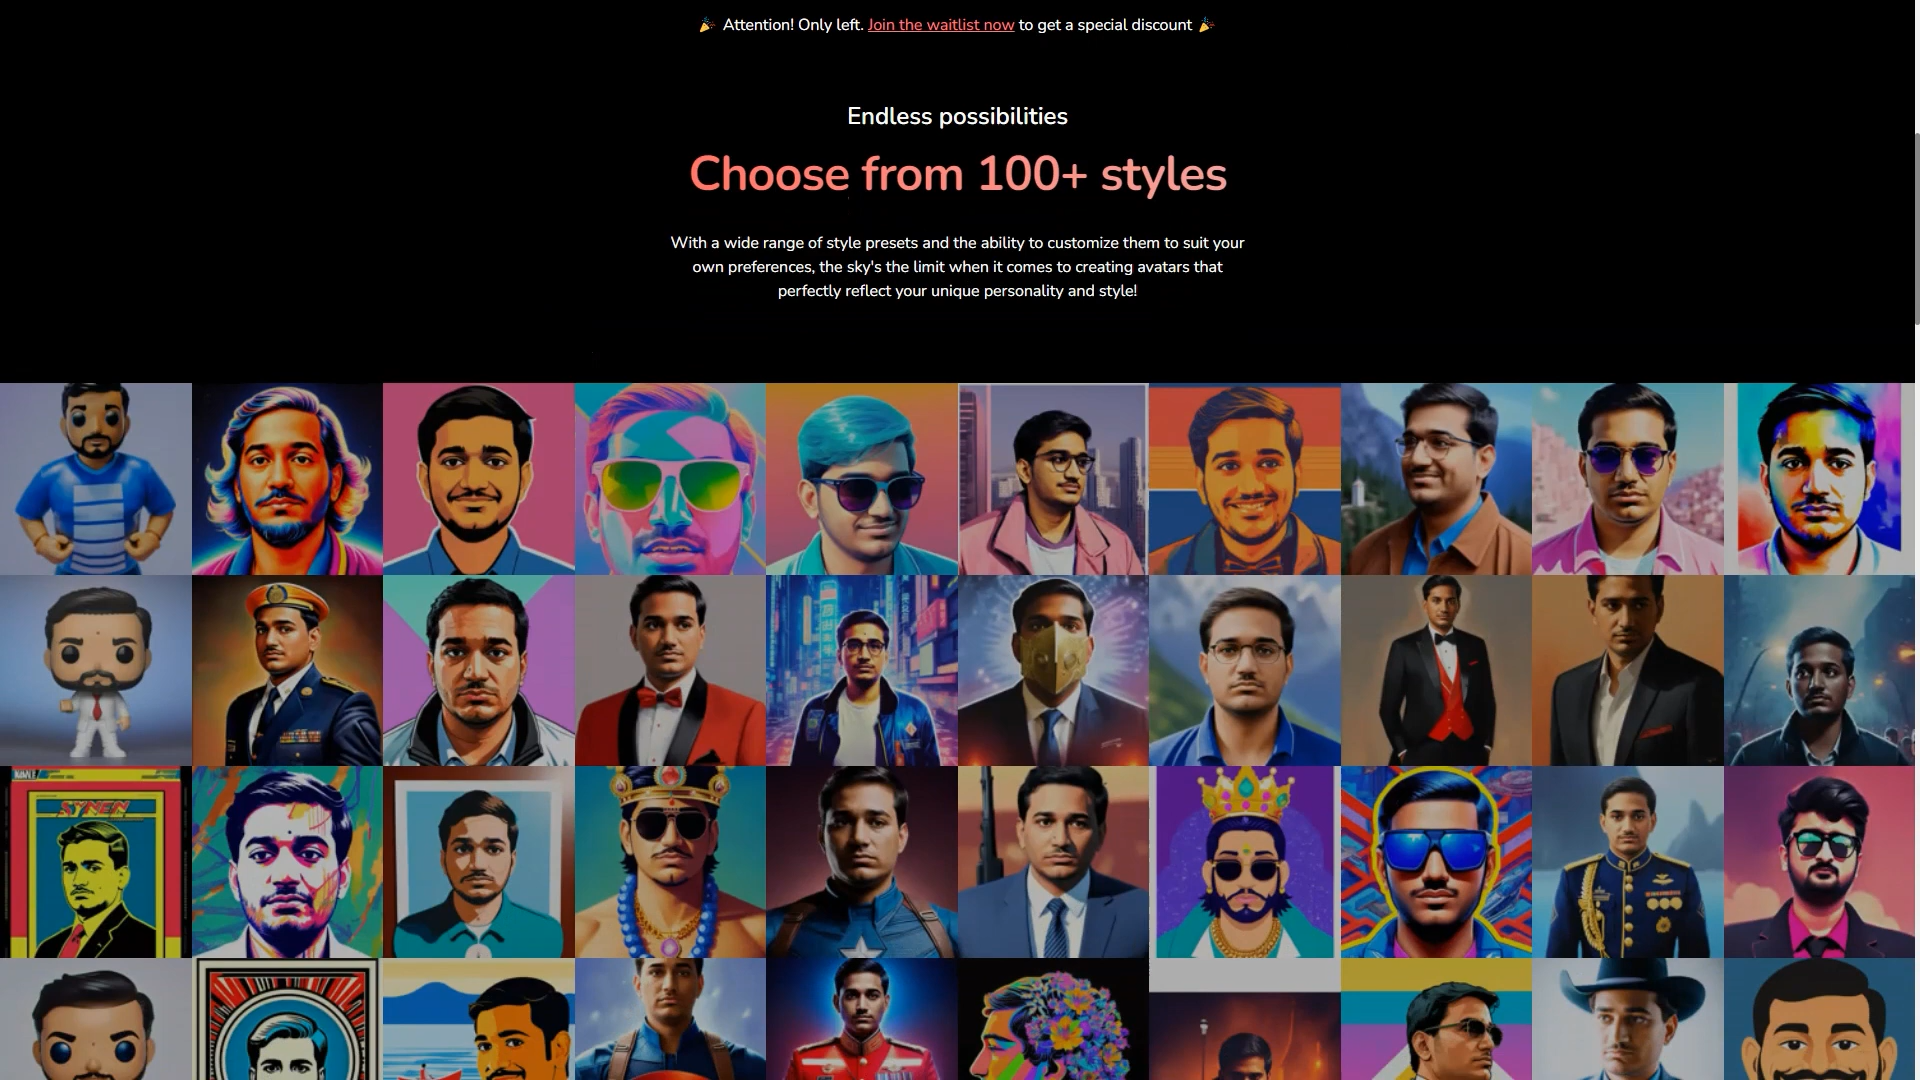 🎉 Attention! Only left. Join the waitlist now to get a special discount 🎉
Endless possibilities
Choose from 100+ styles
With a wide range of style presets and the ability to customize them to suit your
own preferences, the sky's the limit when it comes to creating avatars that
perfectly reflect your unique personality and style!
SYNEN